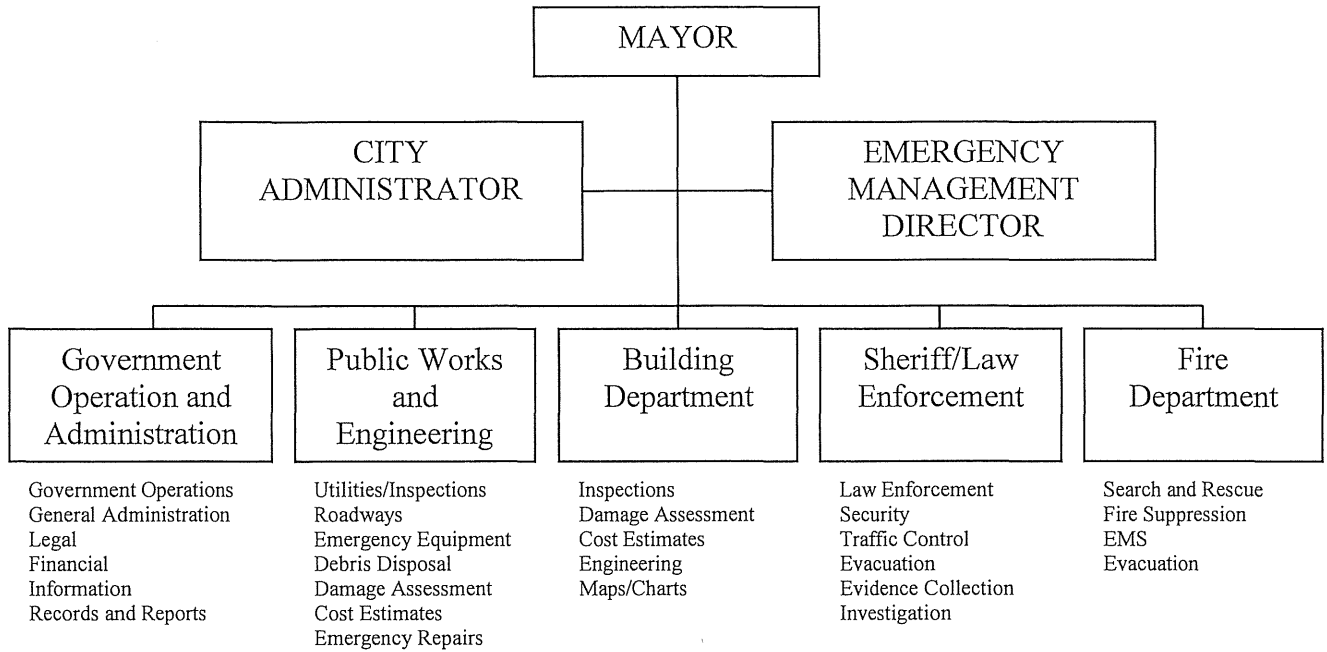 MAYOR
CITY
ADMINISTRATOR
EMERGENCY
MANAGEMENT
DIRECTOR
Government
Operation and
Administration
Public Works
and
Engineering
Building
Department
Sheriff/Law
Enforcement
Fire
Department
Government Operations
General Administration
Legal
Financial
Information
Records and Reports
Utilities/Inspections
Roadways
Emergency Equipment
Debris Disposal
Damage Assessment
Cost Estimates
Emergency Repairs
Inspections
Damage Assessment
Cost Estimates
Engineering
Maps/Charts
Law Enforcement
Security
Traffic Control
Evacuation
Evidence Collection
Investigation
Search and Rescue
Fire Suppression
EMS
Evacuation